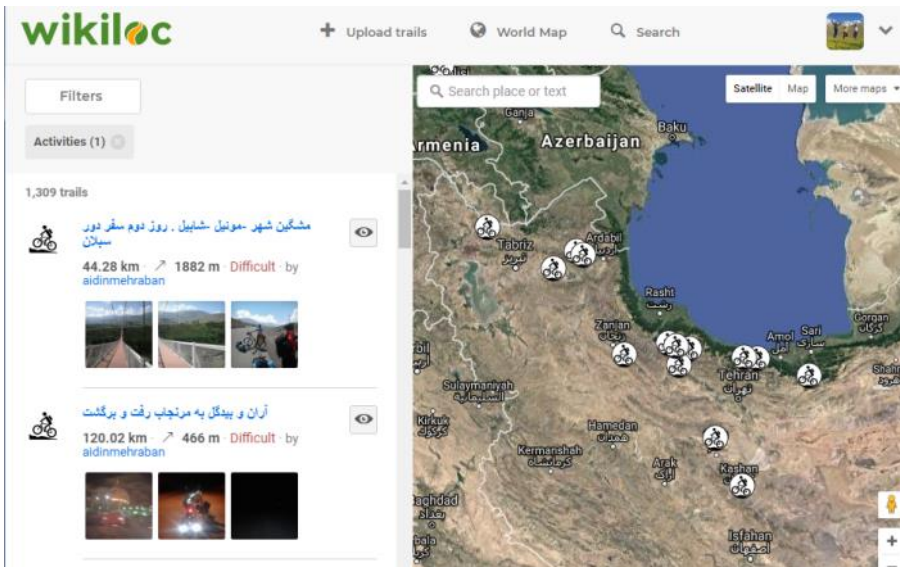 wikiloc
Upload trails
World Map
Search
Filters
Activities (1)
1,309 trails
مشگین شهر -مونیل -شابیل . روز دوم سفر دور
سبلان
44.28 km · ↗ 1882 m · Difficult · by
aidinmehraban
آران و بیدگل به مرنجاب رفت و برگشت
120.02 km · ↗ 466 m · Difficult · by
aidinmehraban
Search place or text
Satellite Map
More maps
Ganja
Armenia
Azerbaijan
Baku
Tabriz
تبریز
Ardabil
Rasht
رشت
Zanjan
Amol
آمل
Sari
ساری
Gorgan
گرگان
Tehran
تهران
Sulaymaniyah
السليمانية
Kirkuk
كركوك
Hamedan
همدان
Kermanshah
کرمانشاه
Arak
اراک
Kashan
Baghdad
بغداد
Isfahan
اصفهان